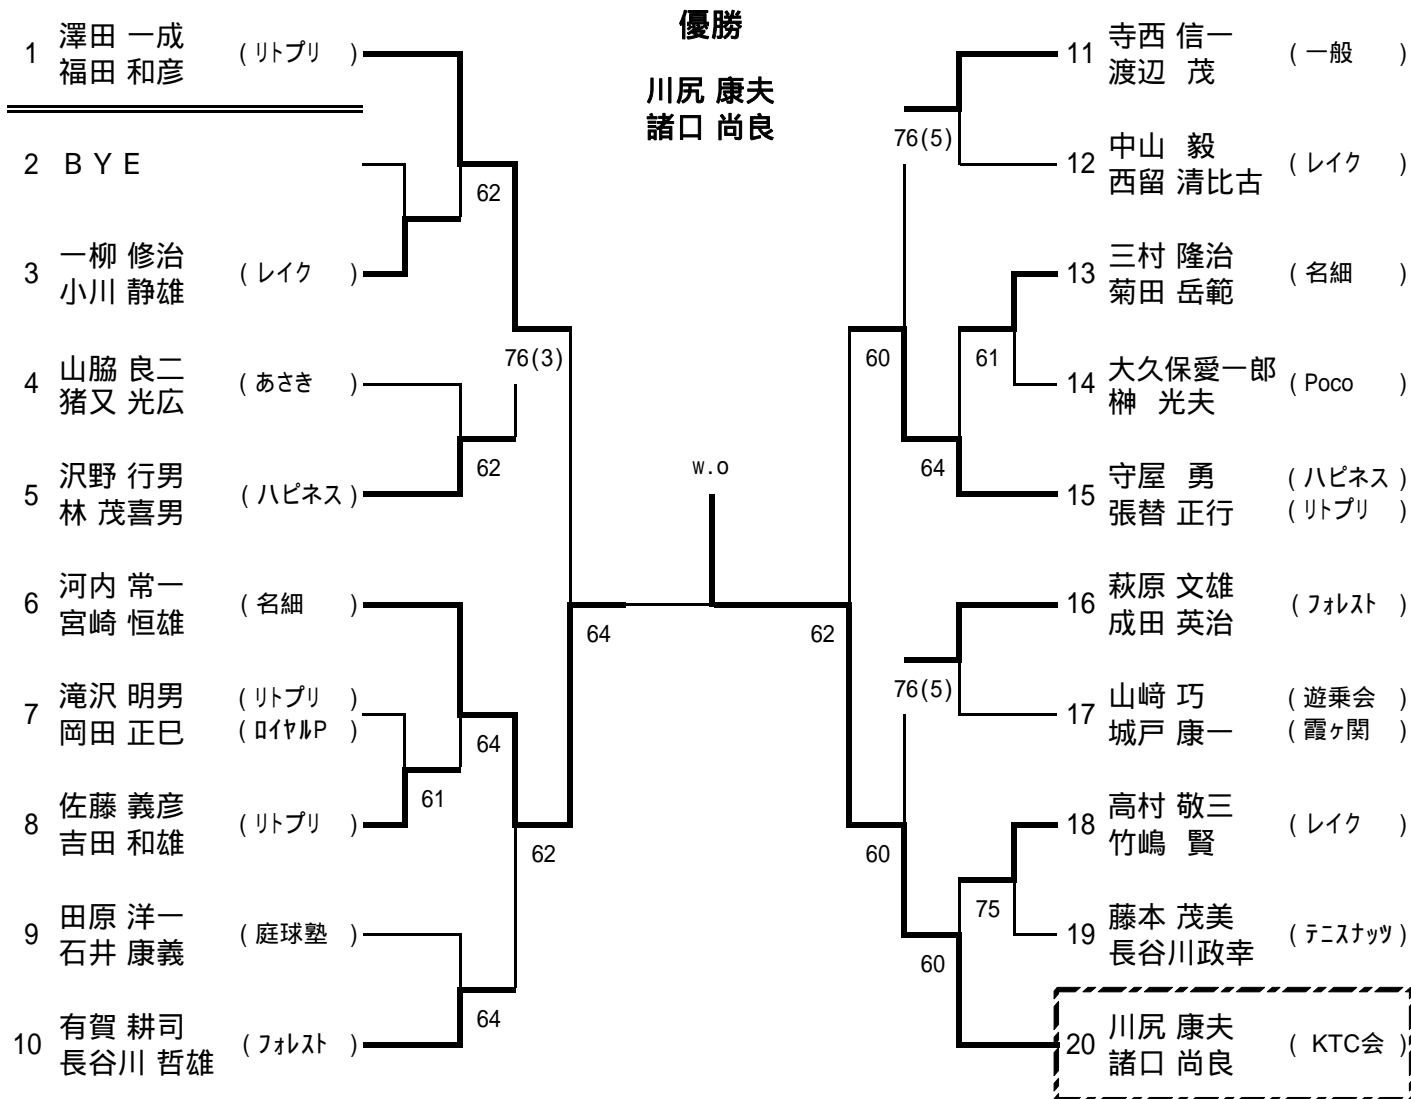 優勝
川尻 康夫
諸口 尚良
1 澤田 一成 ( リトプリ )
福田 和彦
2 B Y E
62
3 一柳 修治 ( レイク )
小川 静雄
76(3)
4 山脇 良二 ( あさき )
猪又 光広
62
5 沢野 行男 ( ハピネス )
林 茂喜男
6 河内 常一 ( 名細 )
宮崎 恒雄
64
7 滝沢 明男 ( リトプリ )
岡田 正巳 ( ロイヤルP )
64
61
8 佐藤 義彦 ( リトプリ )
吉田 和雄
62
9 田原 洋一 ( 庭球塾 )
石井 康義
64
10 有賀 耕司 ( フォレスト )
長谷川 哲雄
w.o
11 寺西 信一 ( 一般 )
渡辺 茂
76(5)
12 中山 毅 ( レイク )
西留 清比古
13 三村 隆治 ( 名細 )
菊田 岳範
60
61
14 大久保愛一郎 ( Poco )
榊 光夫
64
15 守屋 勇 ( ハピネス )
張替 正行 ( リトプリ )
16 萩原 文雄 ( フォレスト )
成田 英治
62
76(5)
17 山﨑 巧 ( 遊乗会 )
城戸 康一 ( 霞ヶ関 )
18 高村 敬三 ( レイク )
竹嶋 賢
60
75
19 藤本 茂美 ( テニスナッツ )
長谷川政幸
60
20 川尻 康夫 ( KTC会 )
諸口 尚良